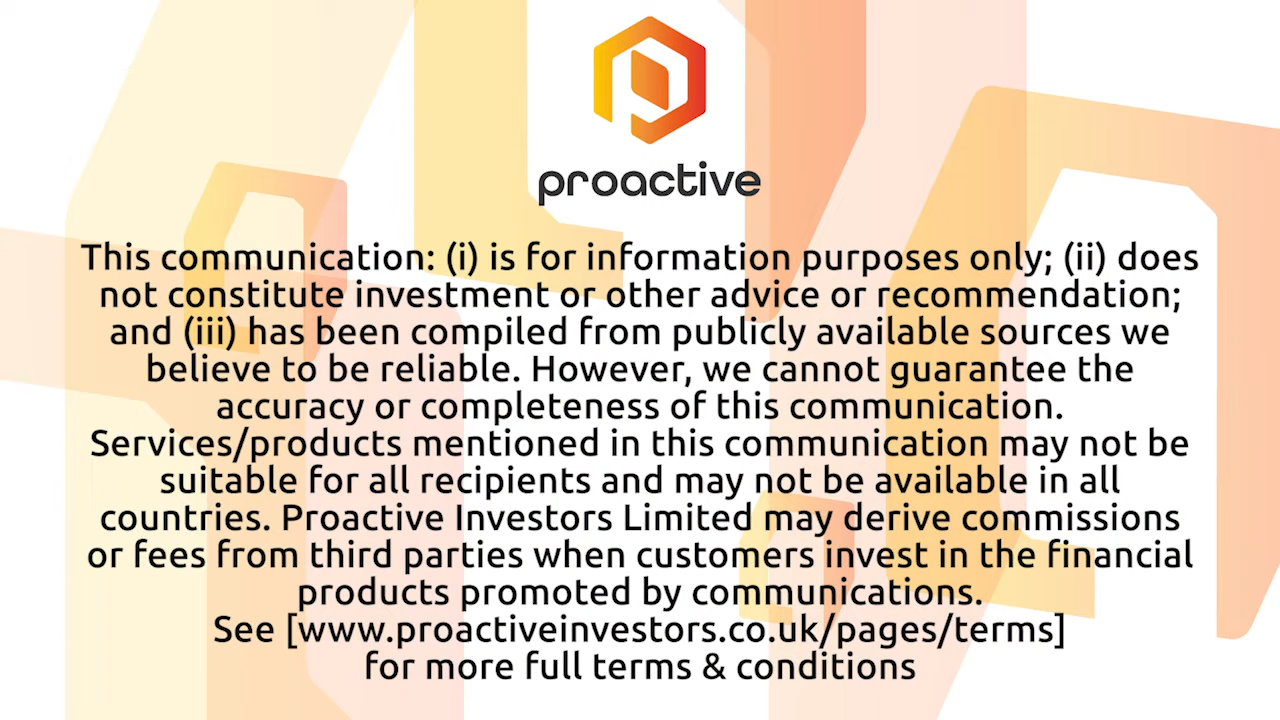 proactive
This communication: (i) is for information purposes only; (ii) does
not constitute investment or other advice or recommendation;
and (iii) has been compiled from publicly available sources we
believe to be reliable. However, we cannot guarantee the
accuracy or completeness of this communication.
Services/products mentioned in this communication may not be
suitable for all recipients and may not be available in all
countries. Proactive Investors Limited may derive commissions
or fees from third parties when customers invest in the financial
products promoted by communications.
See [www.proactiveinvestors.co.uk/pages/terms]
for more full terms & conditions